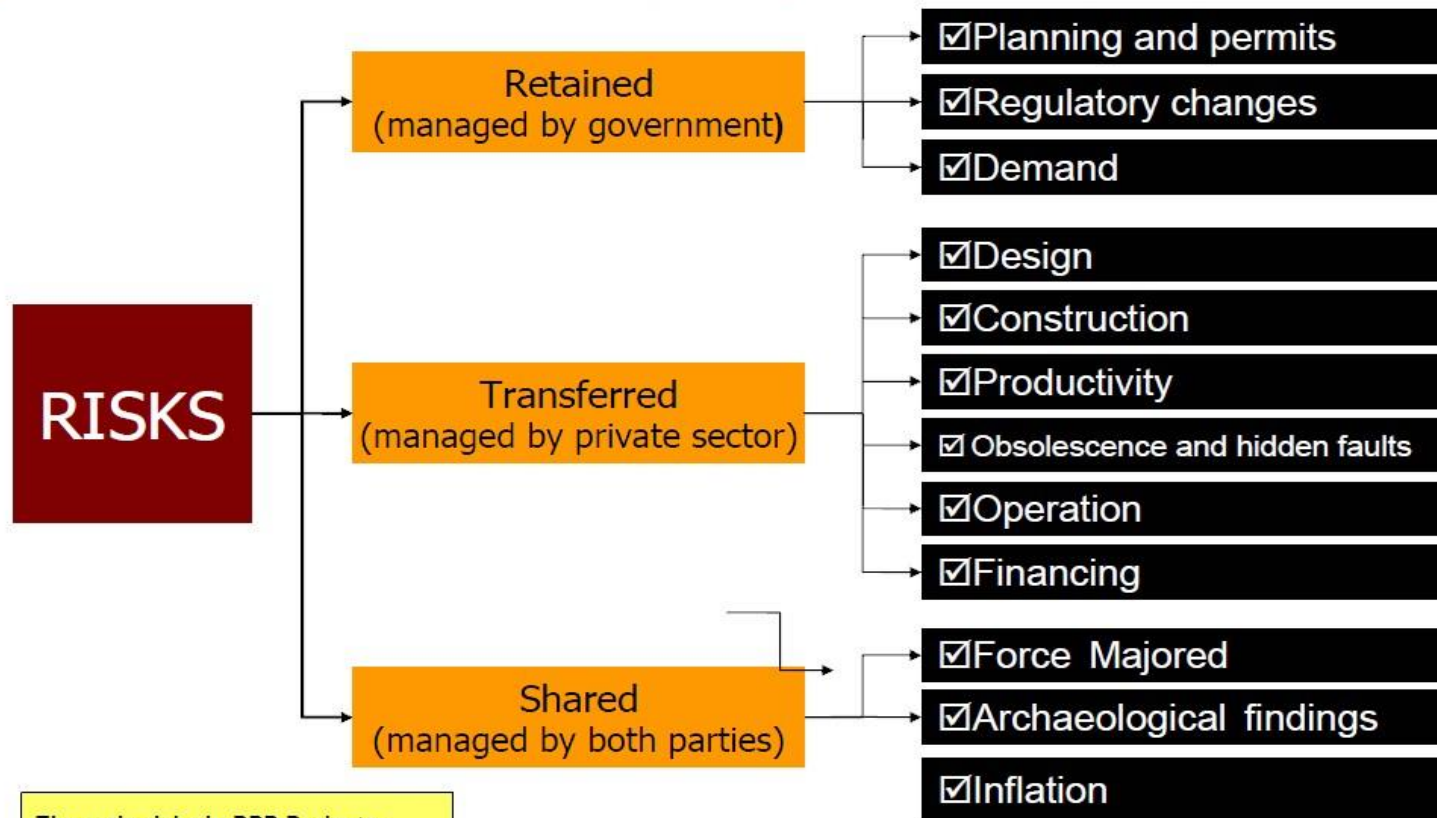 RISKS
Retained
(managed by government)
☑Planning and permits
☑Regulatory changes
☑Demand
Transferred
(managed by private sector)
☑Design
☑Construction
☑Productivity
☑ Obsolescence and hidden faults
☑Operation
☑Financing
Shared
(managed by both parties)
☑Force Majored
☑Archaeological findings
☑Inflation